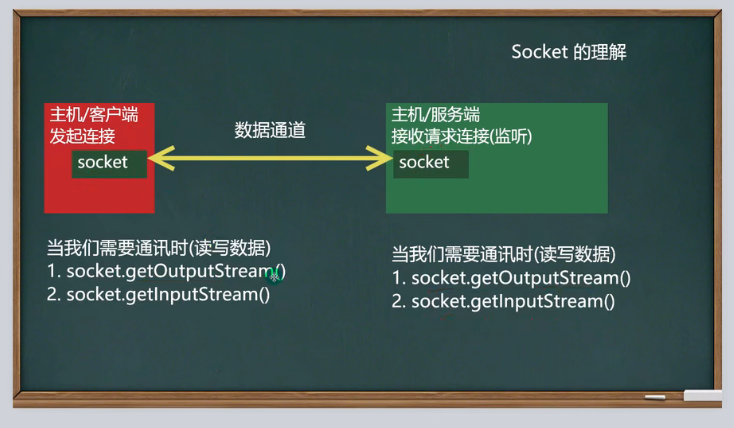 Socket 的理解
主机/客户端
发起连接
socket
数据通道
主机/服务端
接收请求连接(监听)
socket
当我们需要通讯时(读写数据)
1. socket.getOutputStream()
2. socket.getInputStream()
当我们需要通讯时(读写数据)
1. socket.getOutputStream()
2. socket.getInputStream()